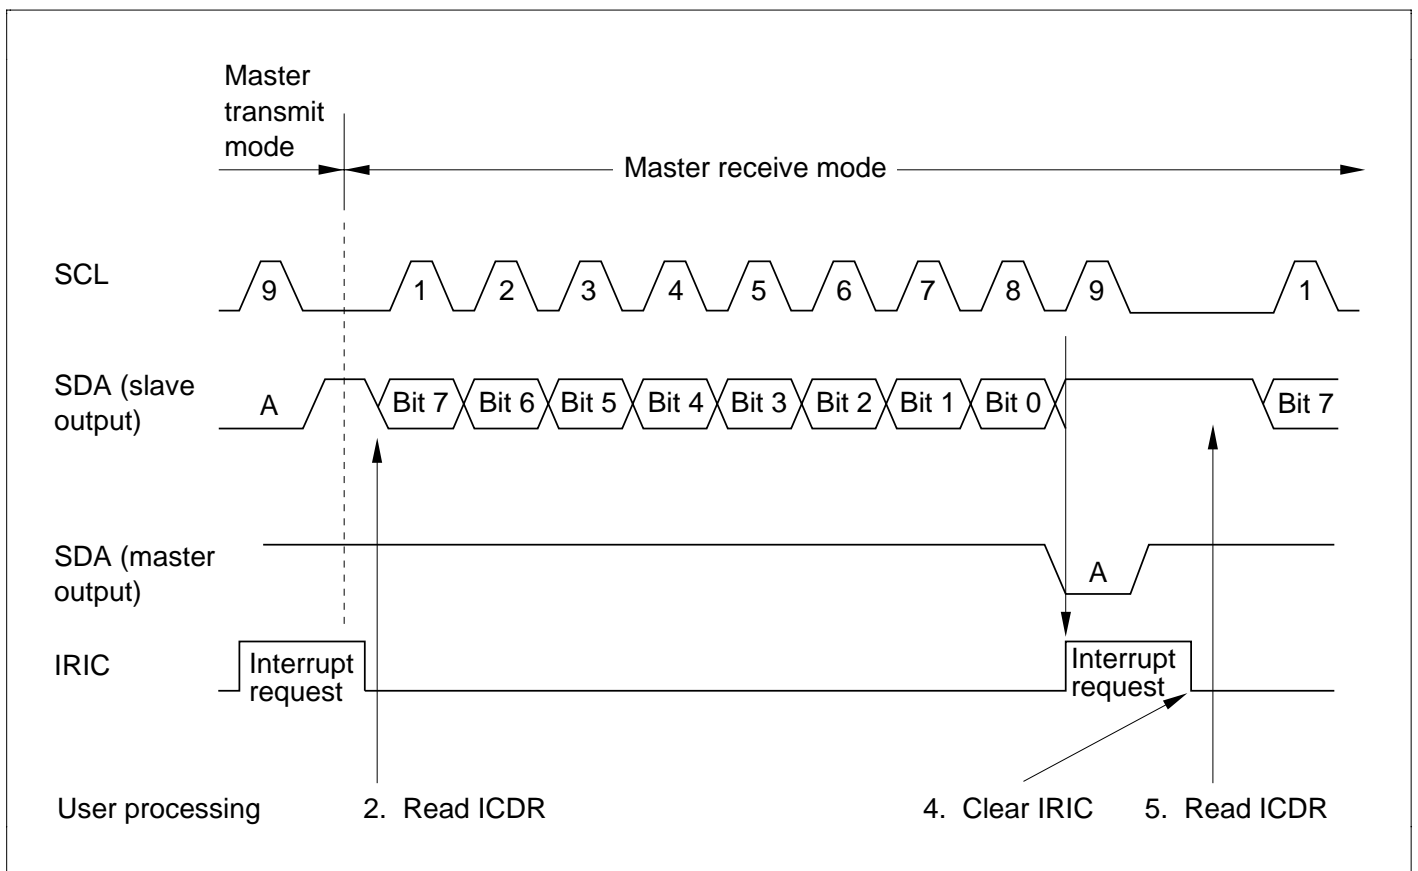 Master
transmit
mode
Master receive mode
SCL
9 1 2 3 4 5 6 7 8 9 1
SDA (slave
output)
A Bit 7 Bit 6 Bit 5 Bit 4 Bit 3 Bit 2 Bit 1 Bit 0 Bit 7
SDA (master
output)
A
IRIC
Interrupt
request
Interrupt
request
User processing 2. Read ICDR 4. Clear IRIC 5. Read ICDR